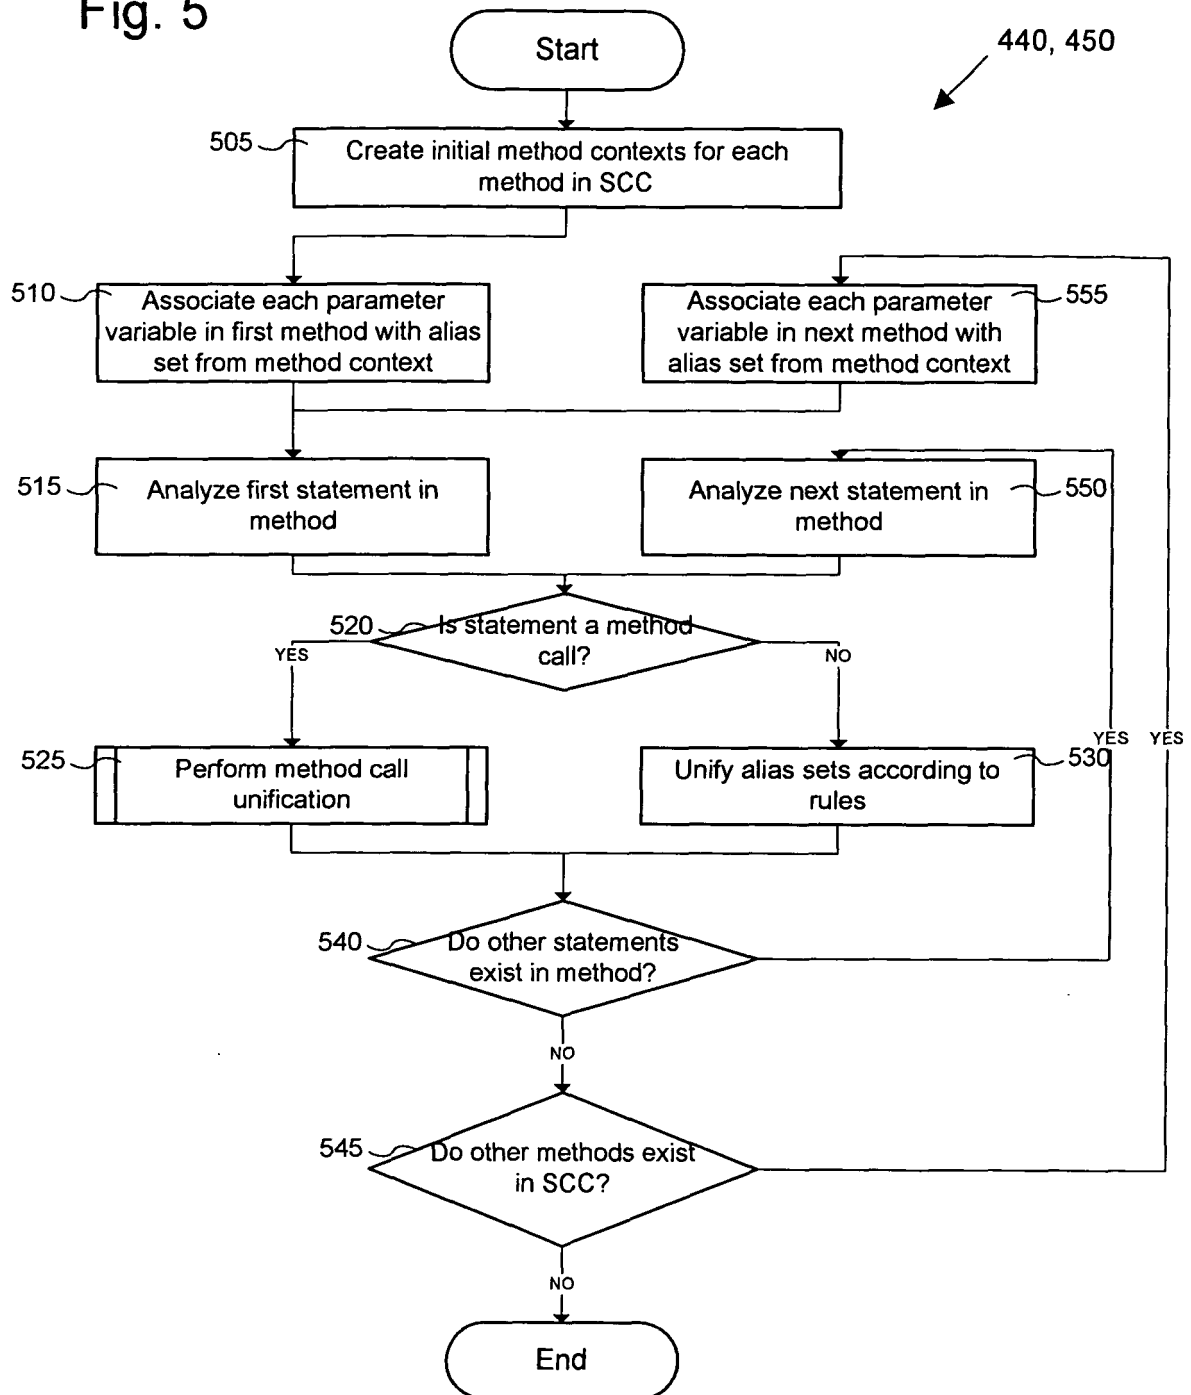 Fig. 5
Start
440, 450
505
Create initial method contexts for each
method in SCC
510
Associate each parameter
variable in first method with alias
set from method context
Associate each parameter
variable in next method with
alias set from method context
555
515
Analyze first statement in
method
Analyze next statement in
method
550
520
Is statement a method
call?
YES
NO
525
Perform method call
unification
Unify alias sets according to
rules
530
YES
YES
540
Do other statements
exist in method?
NO
545
Do other methods exist
in SCC?
NO
End